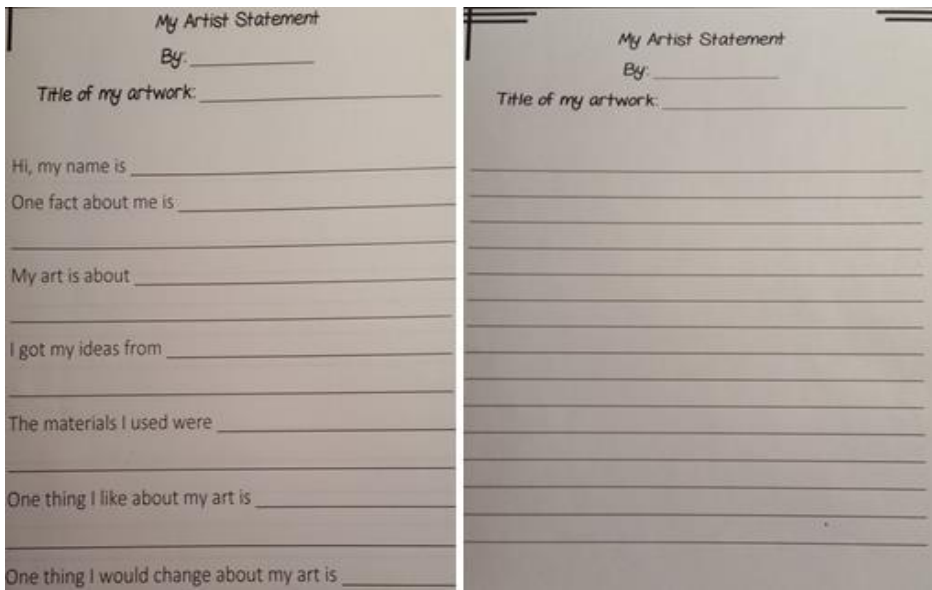 My Artist Statement
By:
Title of my artwork:
Hi, my name is
One fact about me is
My art is about
I got my ideas from
The materials I used were
One thing I like about my art is
One thing I would change about my art is
My Artist Statement
By:
Title of my artwork: